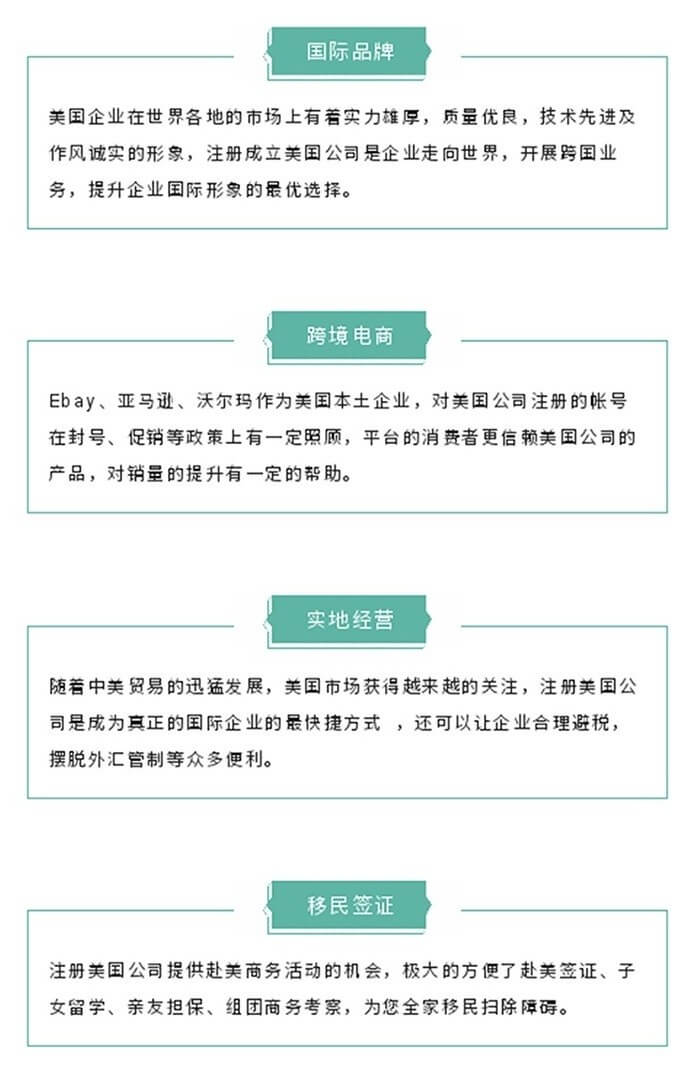 国际品牌
美国企业在世界各地的市场上有着实力雄厚，质量优良，技术先进及
作风诚实的形象，注册成立美国公司是企业走向世界，开展跨国业
务，提升企业国际形象的最优选择。
跨境电商
Ebay、亚马逊、沃尔玛作为美国本土企业，对美国公司注册的帐号
在封号、促销等政策上有一定照顾，平台的消费者更信赖美国公司的
产品，对销量的提升有一定的帮助。
实地经营
随着中美贸易的迅猛发展，美国市场获得越来越的关注，注册美国公
司是成为真正的国际企业的最快捷方式 ，还可以让企业合理避税，
摆脱外汇管制等众多便利。
移民签证
注册美国公司提供赴美商务活动的机会，极大的方便了赴美签证、子
女留学、亲友担保、组团商务考察，为您全家移民扫除障碍。